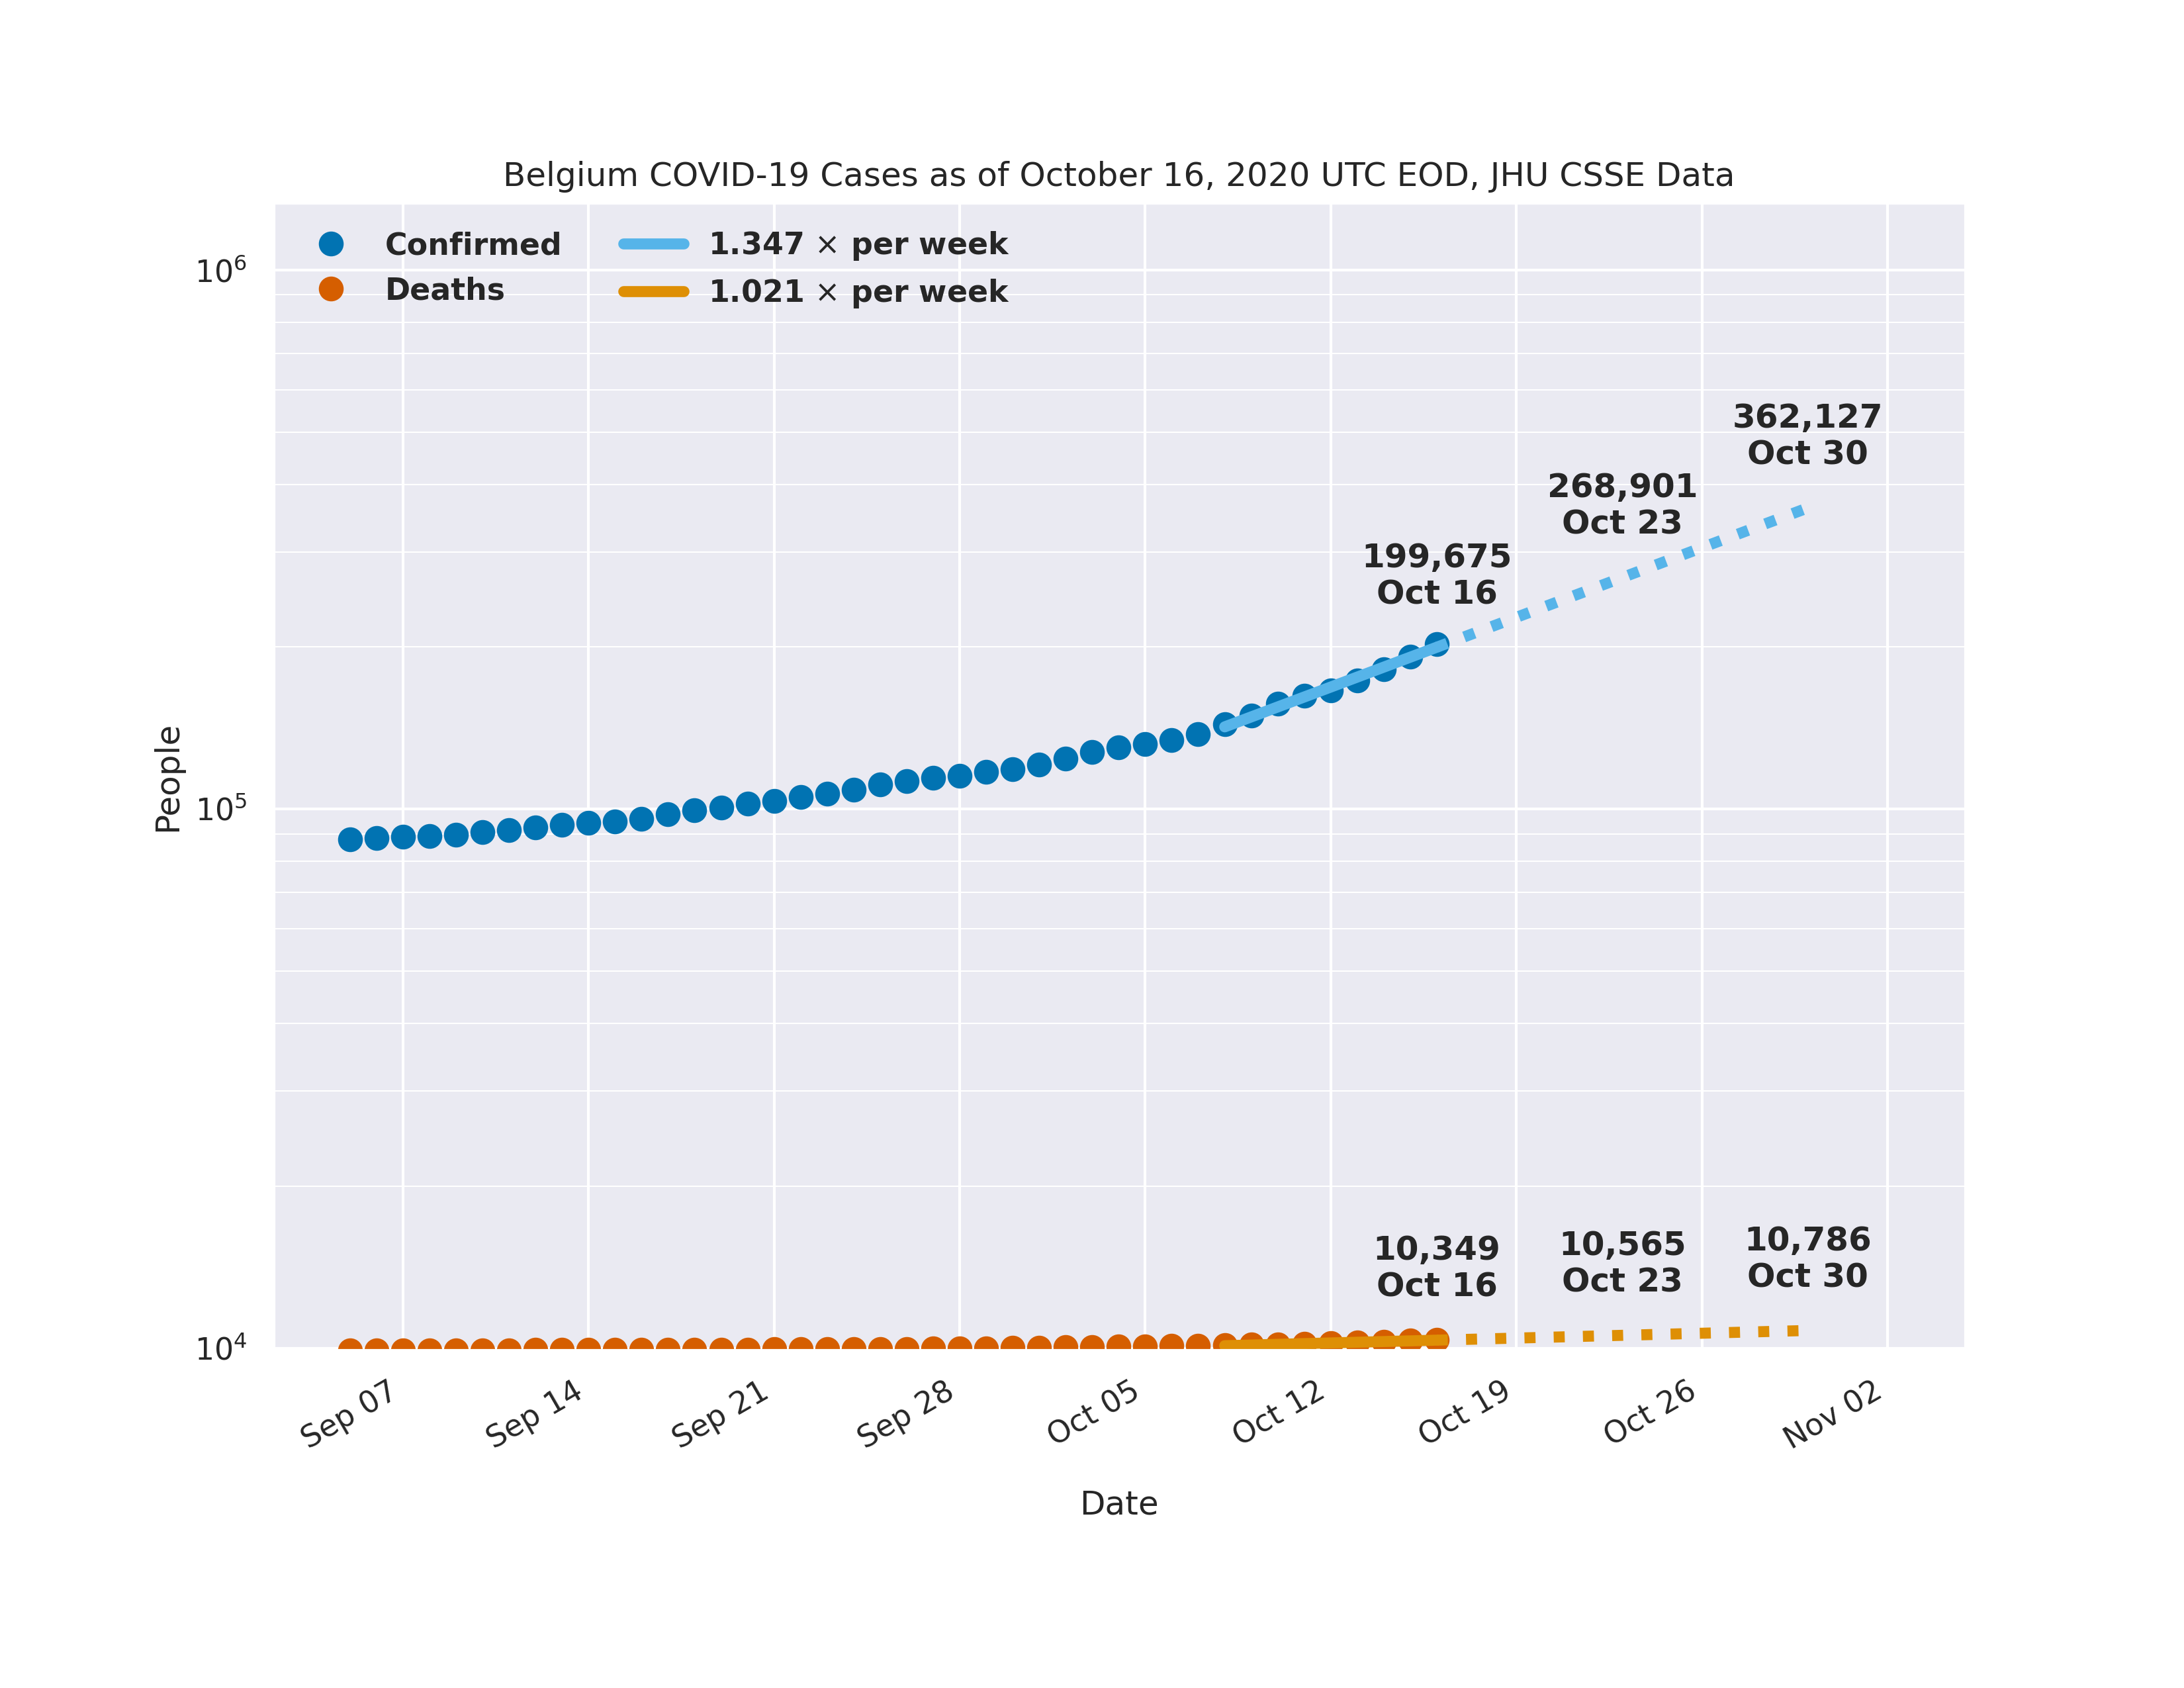 Belgium COVID-19 Cases as of October 16, 2020 UTC EOD, JHU CSSE Data
Confirmed
Deaths
1.347 × per week
1.021 × per week
10⁶
10⁵
10⁴
People
362,127
Oct 30
268,901
Oct 23
199,675
Oct 16
10,349
Oct 16
10,565
Oct 23
10,786
Oct 30
Sep 07
Sep 14
Sep 21
Sep 28
Oct 05
Oct 12
Oct 19
Oct 26
Nov 02
Date